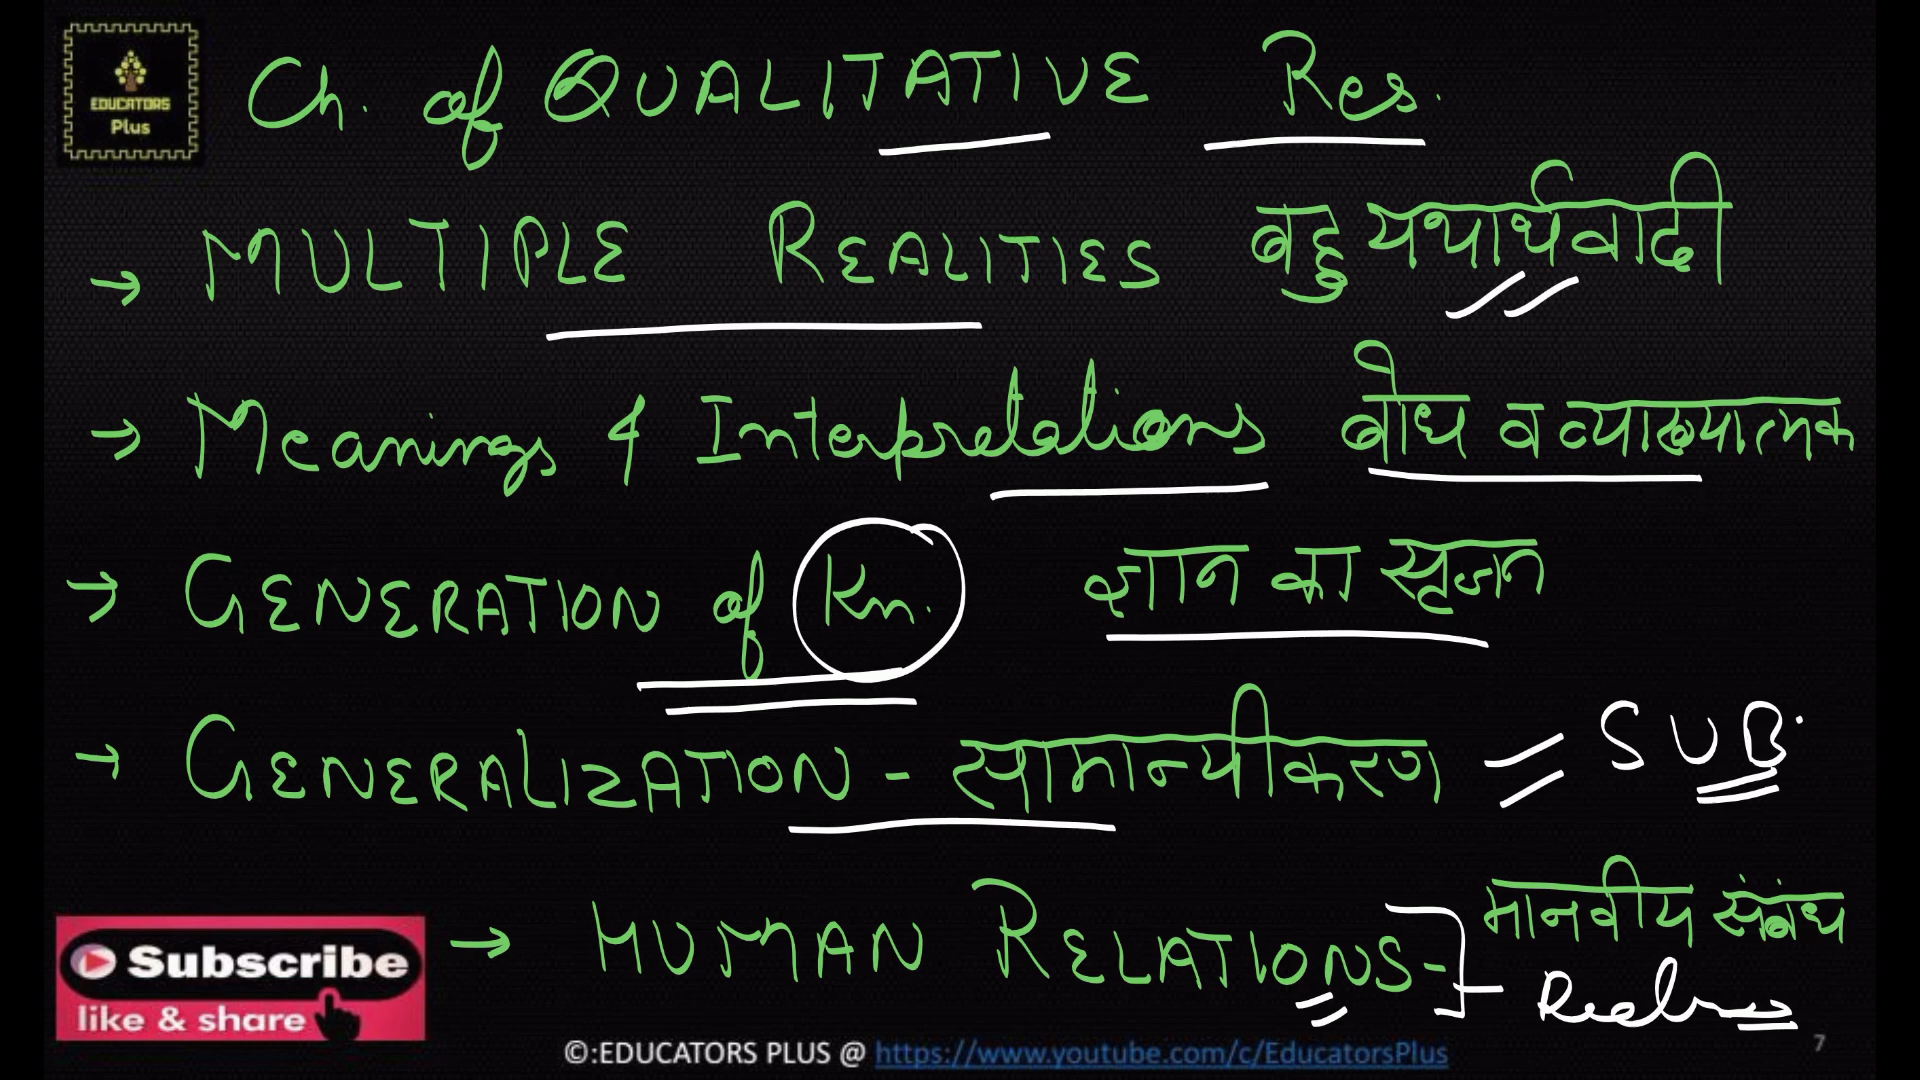 EDUCATORS
Plus
Ch. of QUALITATIVE Res.
→ MULTIPLE REALITIES बहुयथार्थवादी
→ Meanings & Interpretations बोध व व्याख्यात्मक
→ GENERATION of Kn. ज्ञान का सृजन
→ GENERALIZATION - सामान्यीकरण = SUB.
→ HUMAN RELATIONS - मानवीय संबंध
Subscribe
like & share
©:EDUCATORS PLUS @ https://www.youtube.com/c/EducatorsPlus
7